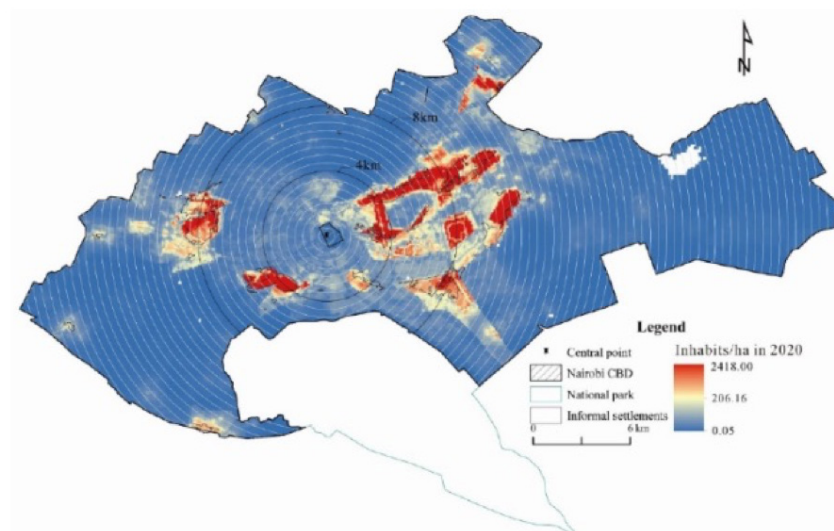 N
8km
4km
Legend
Central point
Nairobi CBD
National park
Informal settlements
0
6 km
Inhabits/ha in 2020
2418.00
206.16
0.05